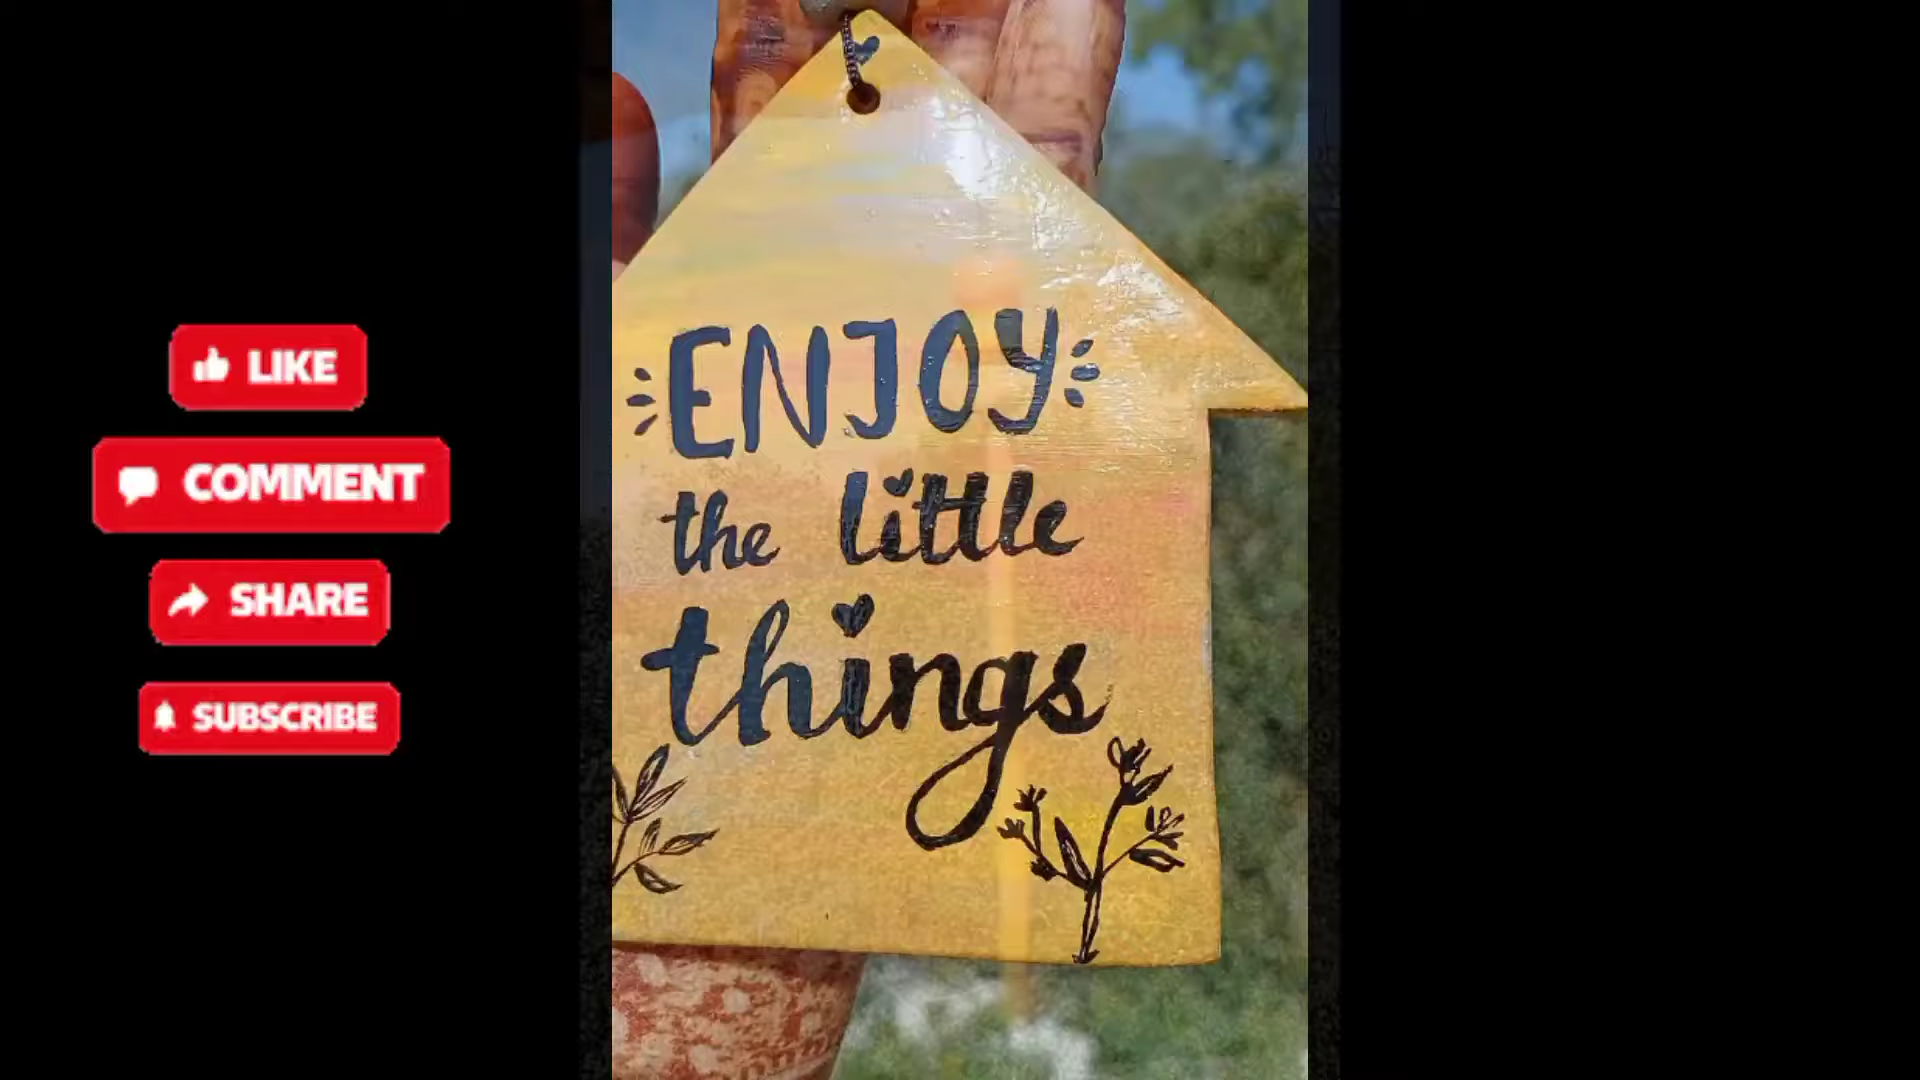 LIKE
COMMENT
SHARE
SUBSCRIBE
ENJOY
the little
things